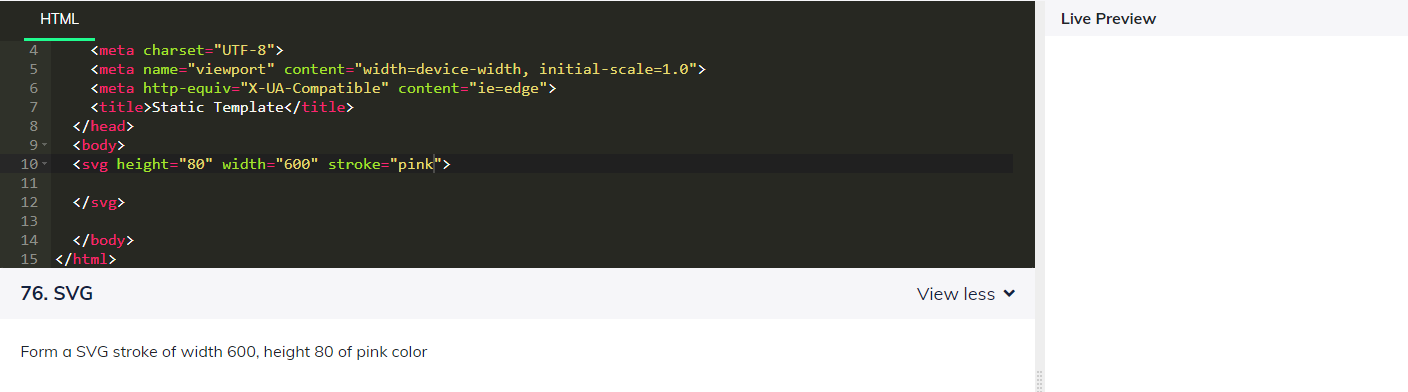 HTML
Live Preview
4 <meta charset="UTF-8">
5 <meta name="viewport" content="width=device-width, initial-scale=1.0">
6 <meta http-equiv="X-UA-Compatible" content="ie=edge">
7 <title>Static Template</title>
8 </head>
9 <body>
10 <svg height="80" width="600" stroke="pink">
11
12 </svg>
13
14 </body>
15 </html>
76. SVG
View less
Form a SVG stroke of width 600, height 80 of pink color